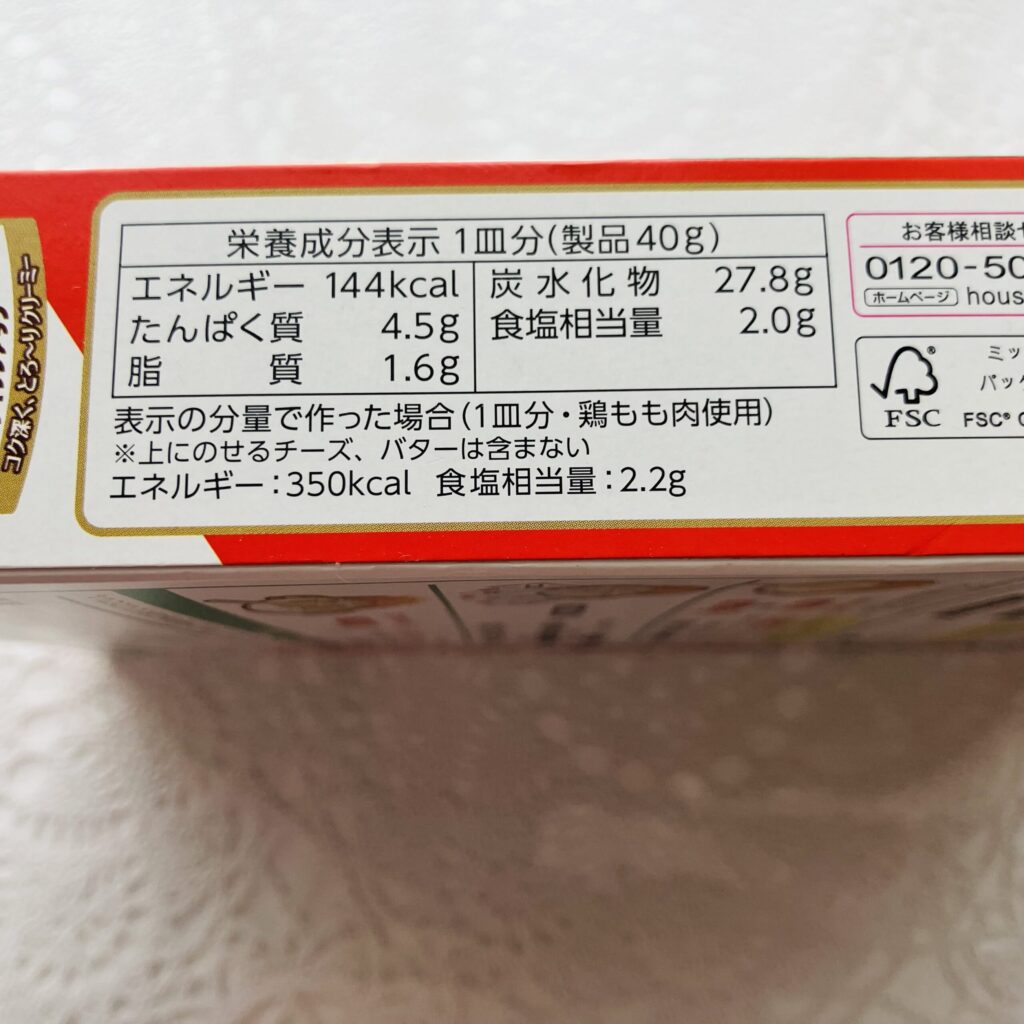 栄養成分表示 1皿分(製品40g)
エネルギー 144kcal
たんぱく質 4.5g
脂質 1.6g
炭水化物 27.8g
食塩相当量 2.0g
表示の分量で作った場合(1皿分・鶏もも肉使用)
※上にのせるチーズ、バターは含まない
エネルギー:350kcal 食塩相当量:2.2g
お客様相談
0120-50
ホームページ hous
FSC®
ミッ
パッ
FSC®
コク深く、とろ〜りクリーミー